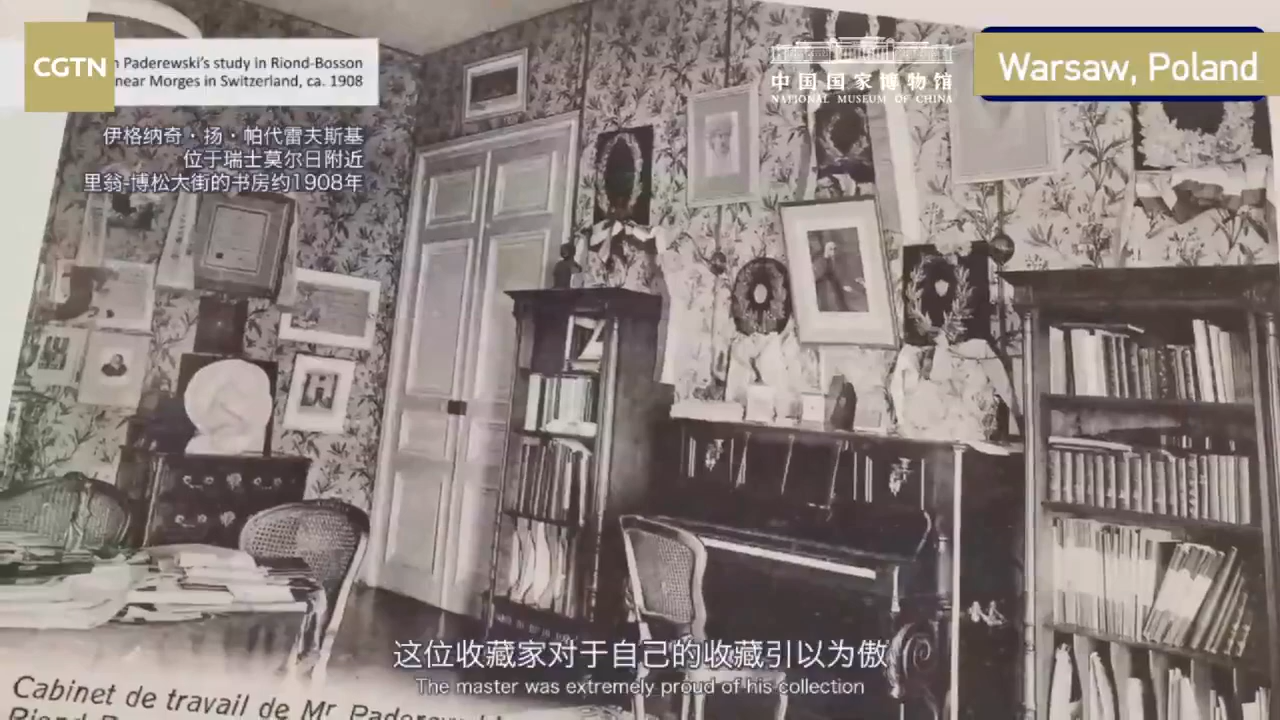 CGTN
n Paderewski's study in Riond-Bosson
near Morges in Switzerland, ca. 1908
伊格纳奇·扬·帕代雷夫斯基
位于瑞士莫尔日附近
里翁-博松大街的书房约1908年
中国国家博物馆
NATIONAL MUSEUM OF CHINA
Warsaw, Poland
这位收藏家对于自己的收藏引以为傲
The master was extremely proud of his collection
Cabinet de travail de Mr Paderewski